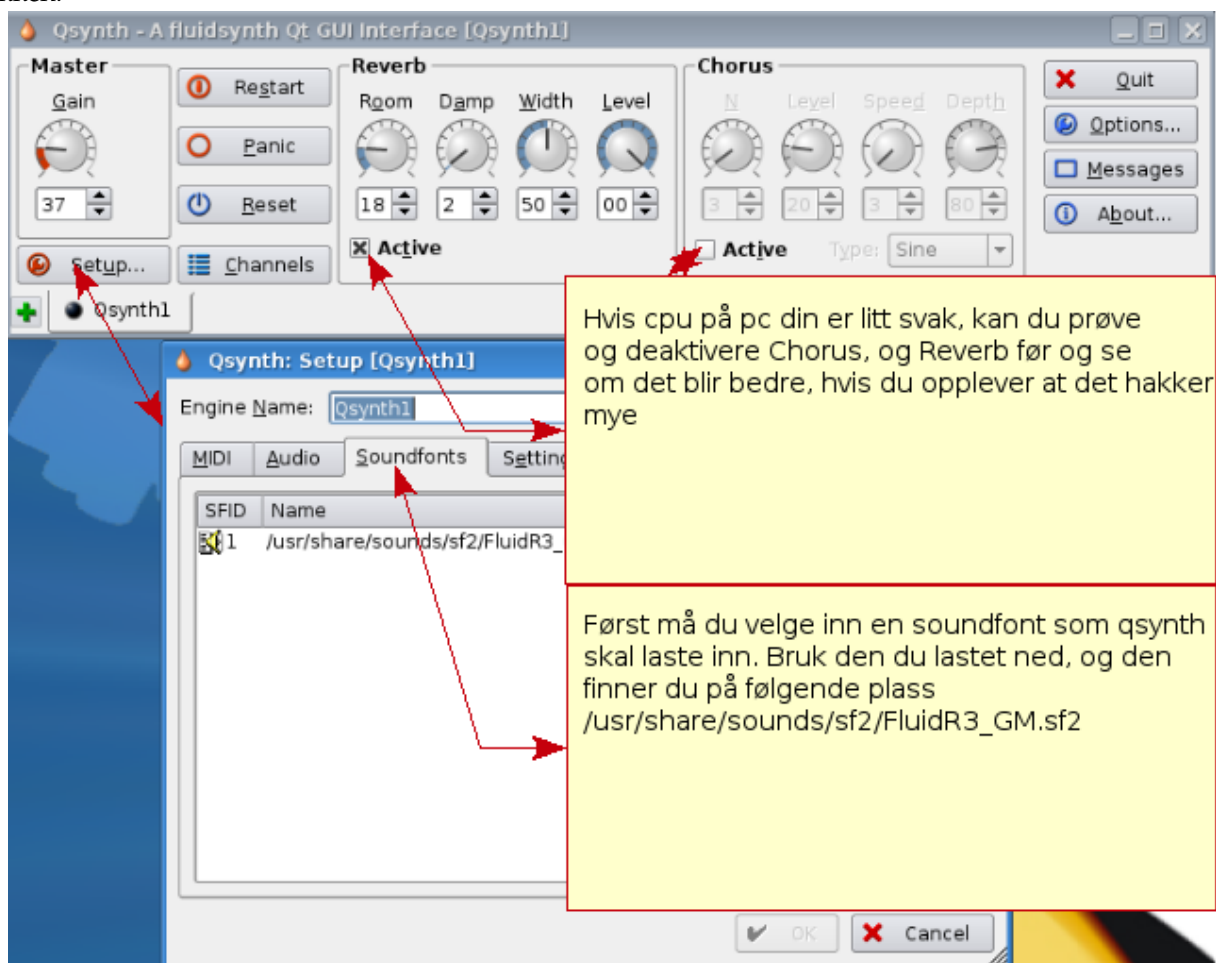 Qsynth - A fluidsynth Qt GUI Interface [Qsynth1]
Master
Gain
37
Setup...
Restart
Panic
Reset
Channels
Reverb
Room Damp Width Level
18 2 50 00
Active
Chorus
N Level Speed Depth
3 20 3 80
Active Type: Sine
Quit
Options...
Messages
About...
Qsynth1
Hvis cpu på pc din er litt svak, kan du prøve
og deaktivere Chorus, og Reverb før og se
om det blir bedre, hvis du opplever at det hakker
mye
Qsynth: Setup [Qsynth1]
Engine Name: Qsynth1
MIDI Audio Soundfonts
SFID Name
1 /usr/share/sounds/sf2/FluidR3_
Først må du velge inn en soundfont som qsynth
skal laste inn. Bruk den du lastet ned, og den
finner du på følgende plass
/usr/share/sounds/sf2/FluidR3_GM.sf2
OK Cancel